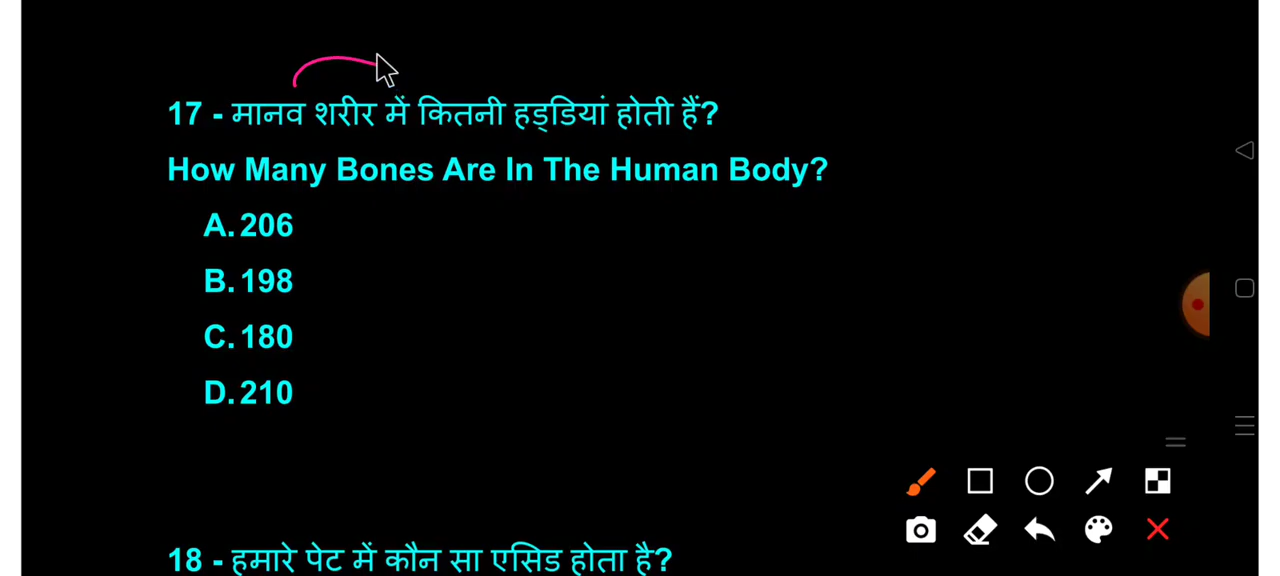 17 - मानव शरीर में कितनी हड्डियां होती हैं?
How Many Bones Are In The Human Body?
A. 206
B. 198
C. 180
D. 210
18 - हमारे पेट में कौन सा एसिड होता है?